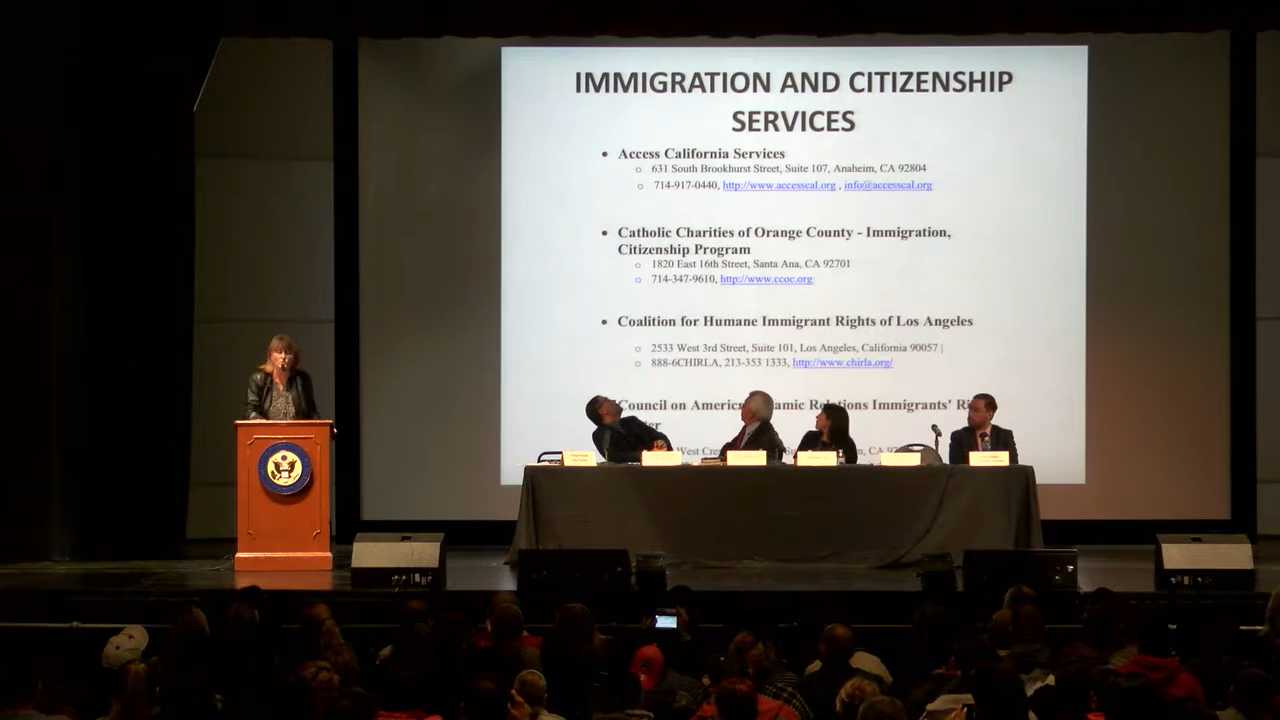 IMMIGRATION AND CITIZENSHIP
SERVICES
• Access California Services
o 631 South Brookhurst Street, Suite 107, Anaheim, CA 92804
o 714-917-0440, http://www.accesscal.org , info@accesscal.org
• Catholic Charities of Orange County - Immigration,
Citizenship Program
o 1820 East 16th Street, Santa Ana, CA 92701
o 714-347-9610, http://www.ccoc.org
• Coalition for Humane Immigrant Rights of Los Angeles
o 2533 West 3rd Street, Suite 101, Los Angeles, California 90057 |
o 888-6CHIRLA, 213-353 1333, http://www.chirla.org/
Council on Relations Immigrants'
West CA